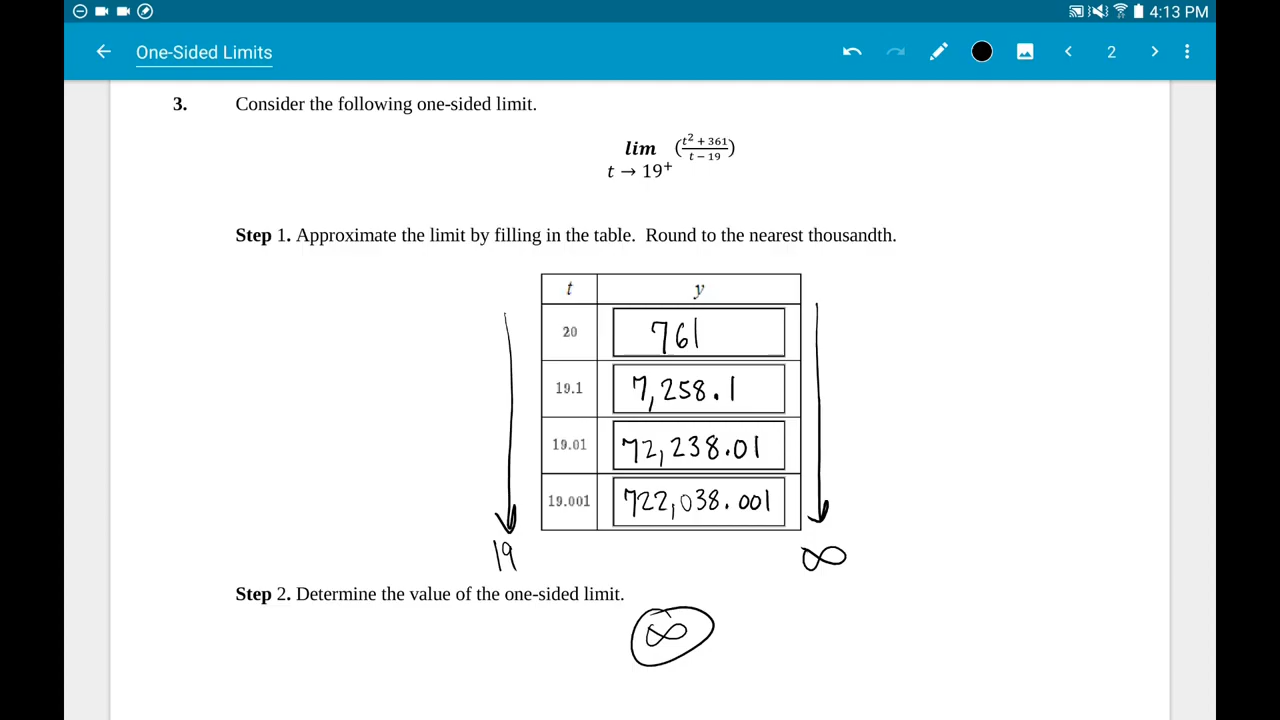 4:13 PM
One-Sided Limits
2
3. Consider the following one-sided limit.
lim (t² + 361 / t − 19)
t → 19⁺
Step 1. Approximate the limit by filling in the table. Round to the nearest thousandth.
t y
20 761
19.1 7,258.1
19.01 72,238.01
19.001 722,038.001
19 ∞
Step 2. Determine the value of the one-sided limit.
∞